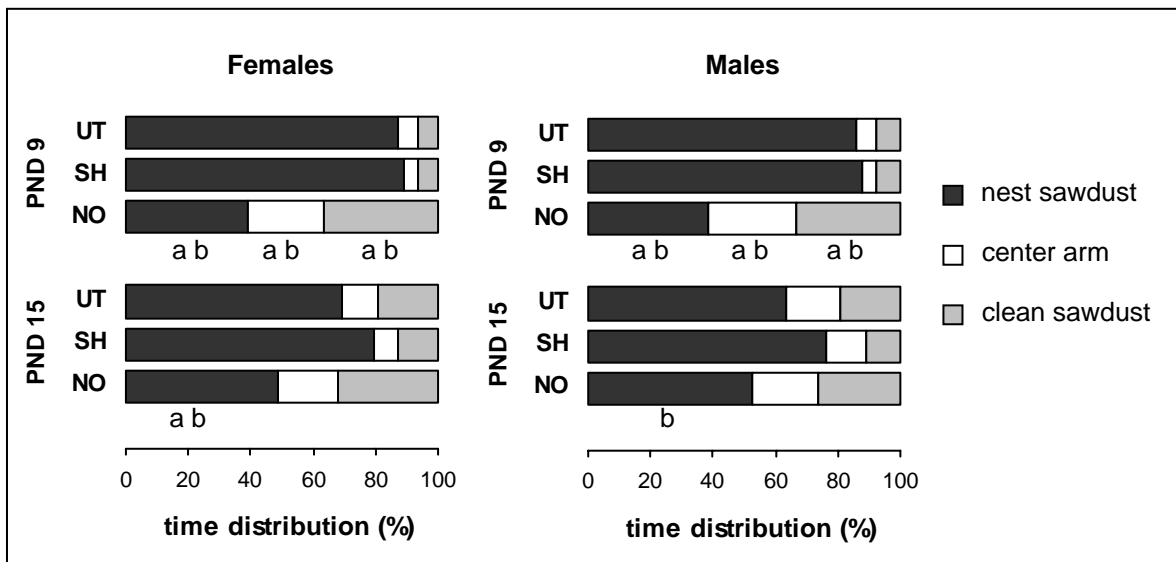 Females
PND 9
UT
SH
NO
a b a b a b
PND 15
UT
SH
NO
a b
0 20 40 60 80 100
time distribution (%)
Males
PND 9
UT
SH
NO
a b a b a b
PND 15
UT
SH
NO
b
0 20 40 60 80 100
time distribution (%)
nest sawdust
center arm
clean sawdust